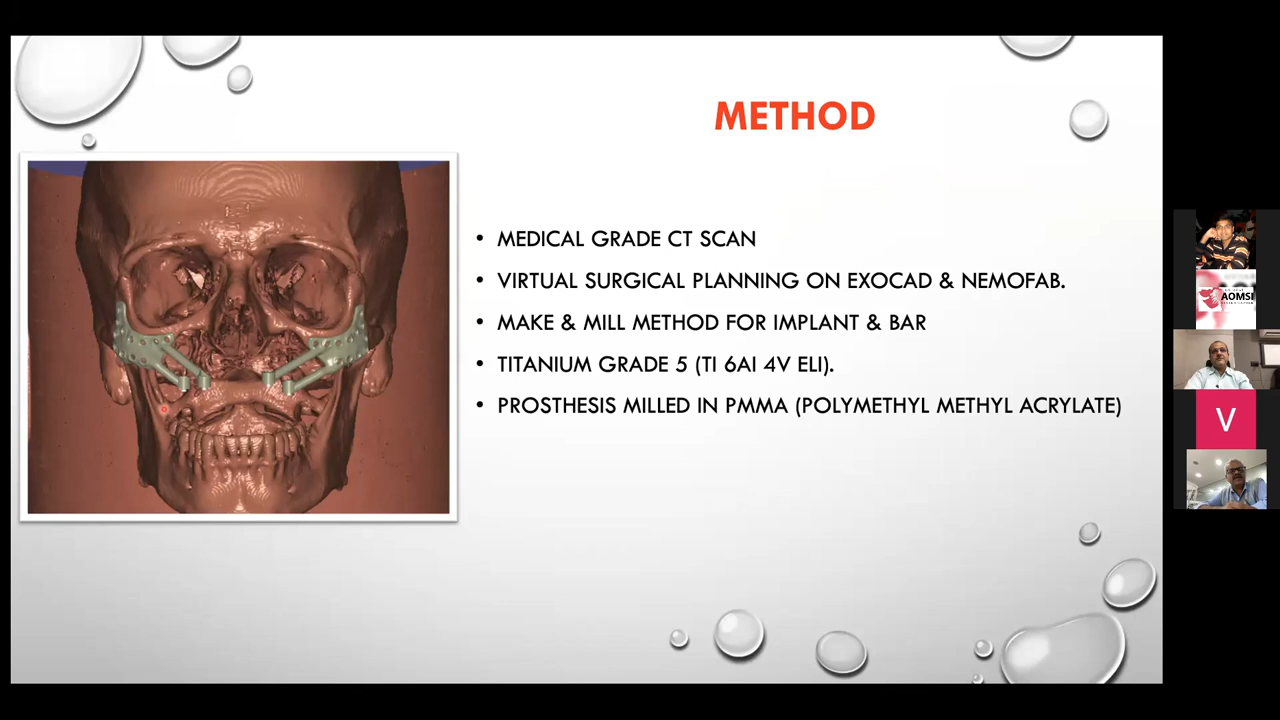 METHOD
• MEDICAL GRADE CT SCAN
• VIRTUAL SURGICAL PLANNING ON EXOCAD & NEMOFAB.
• MAKE & MILL METHOD FOR IMPLANT & BAR
• TITANIUM GRADE 5 (TI 6AI 4V ELI).
• PROSTHESIS MILLED IN PMMA (POLYMETHYL METHYL ACRYLATE)
AOMSI
V